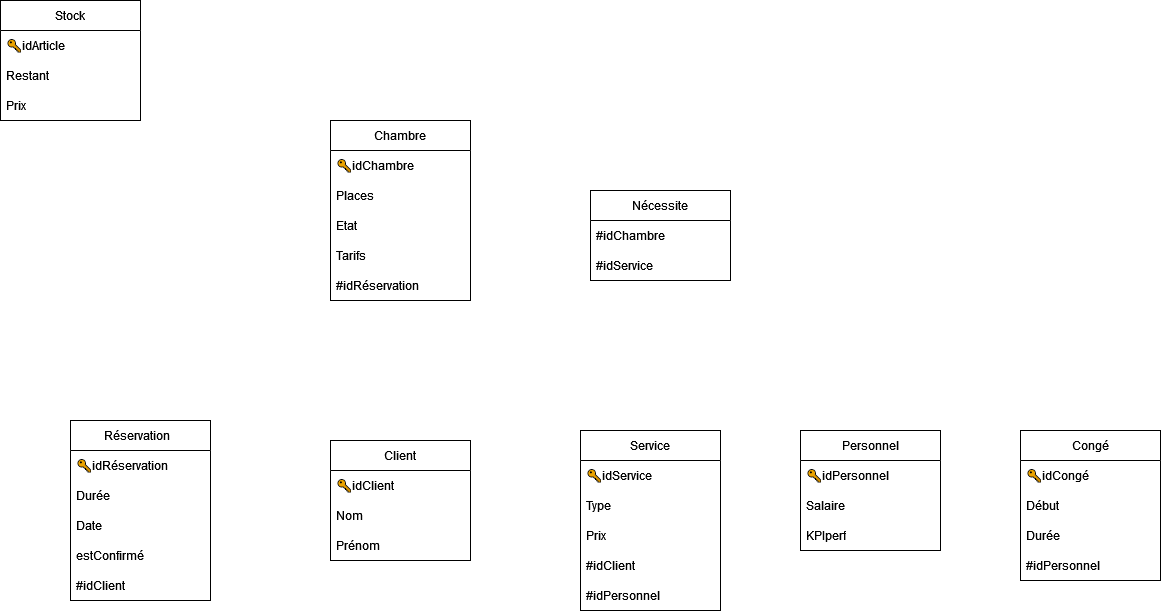 Stock
idArticle
Restant
Prix
Chambre
idChambre
Places
Etat
Tarifs
#idRéservation
Nécessite
#idChambre
#idService
Réservation
idRéservation
Durée
Date
estConfirmé
#idClient
Client
idClient
Nom
Prénom
Service
idService
Type
Prix
#idClient
#idPersonnel
Personnel
idPersonnel
Salaire
KPIperf
Congé
idCongé
Début
Durée
#idPersonnel